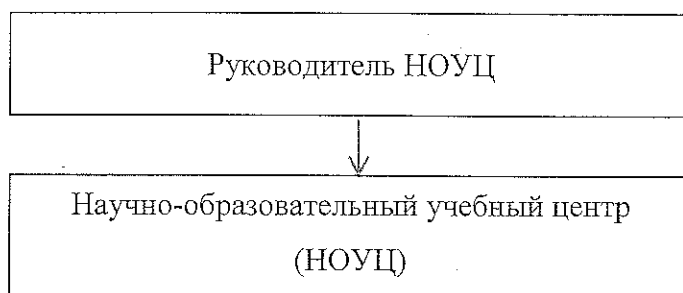 Руководитель НОУЦ
Научно-образовательный учебный центр
(НОУЦ)